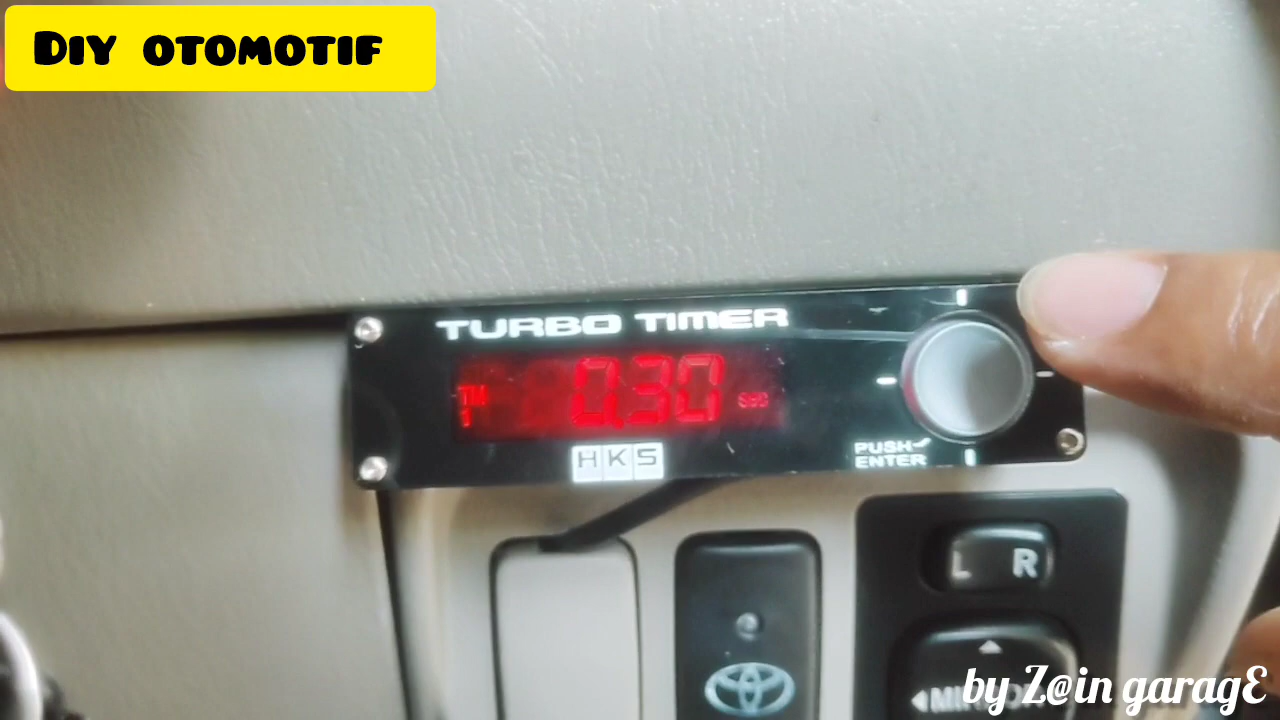 DIY OTOMOTIF
TURBO TIMER
TM 0.30 SEC
HKS
PUSH
ENTER
L R
by Z@in garagE